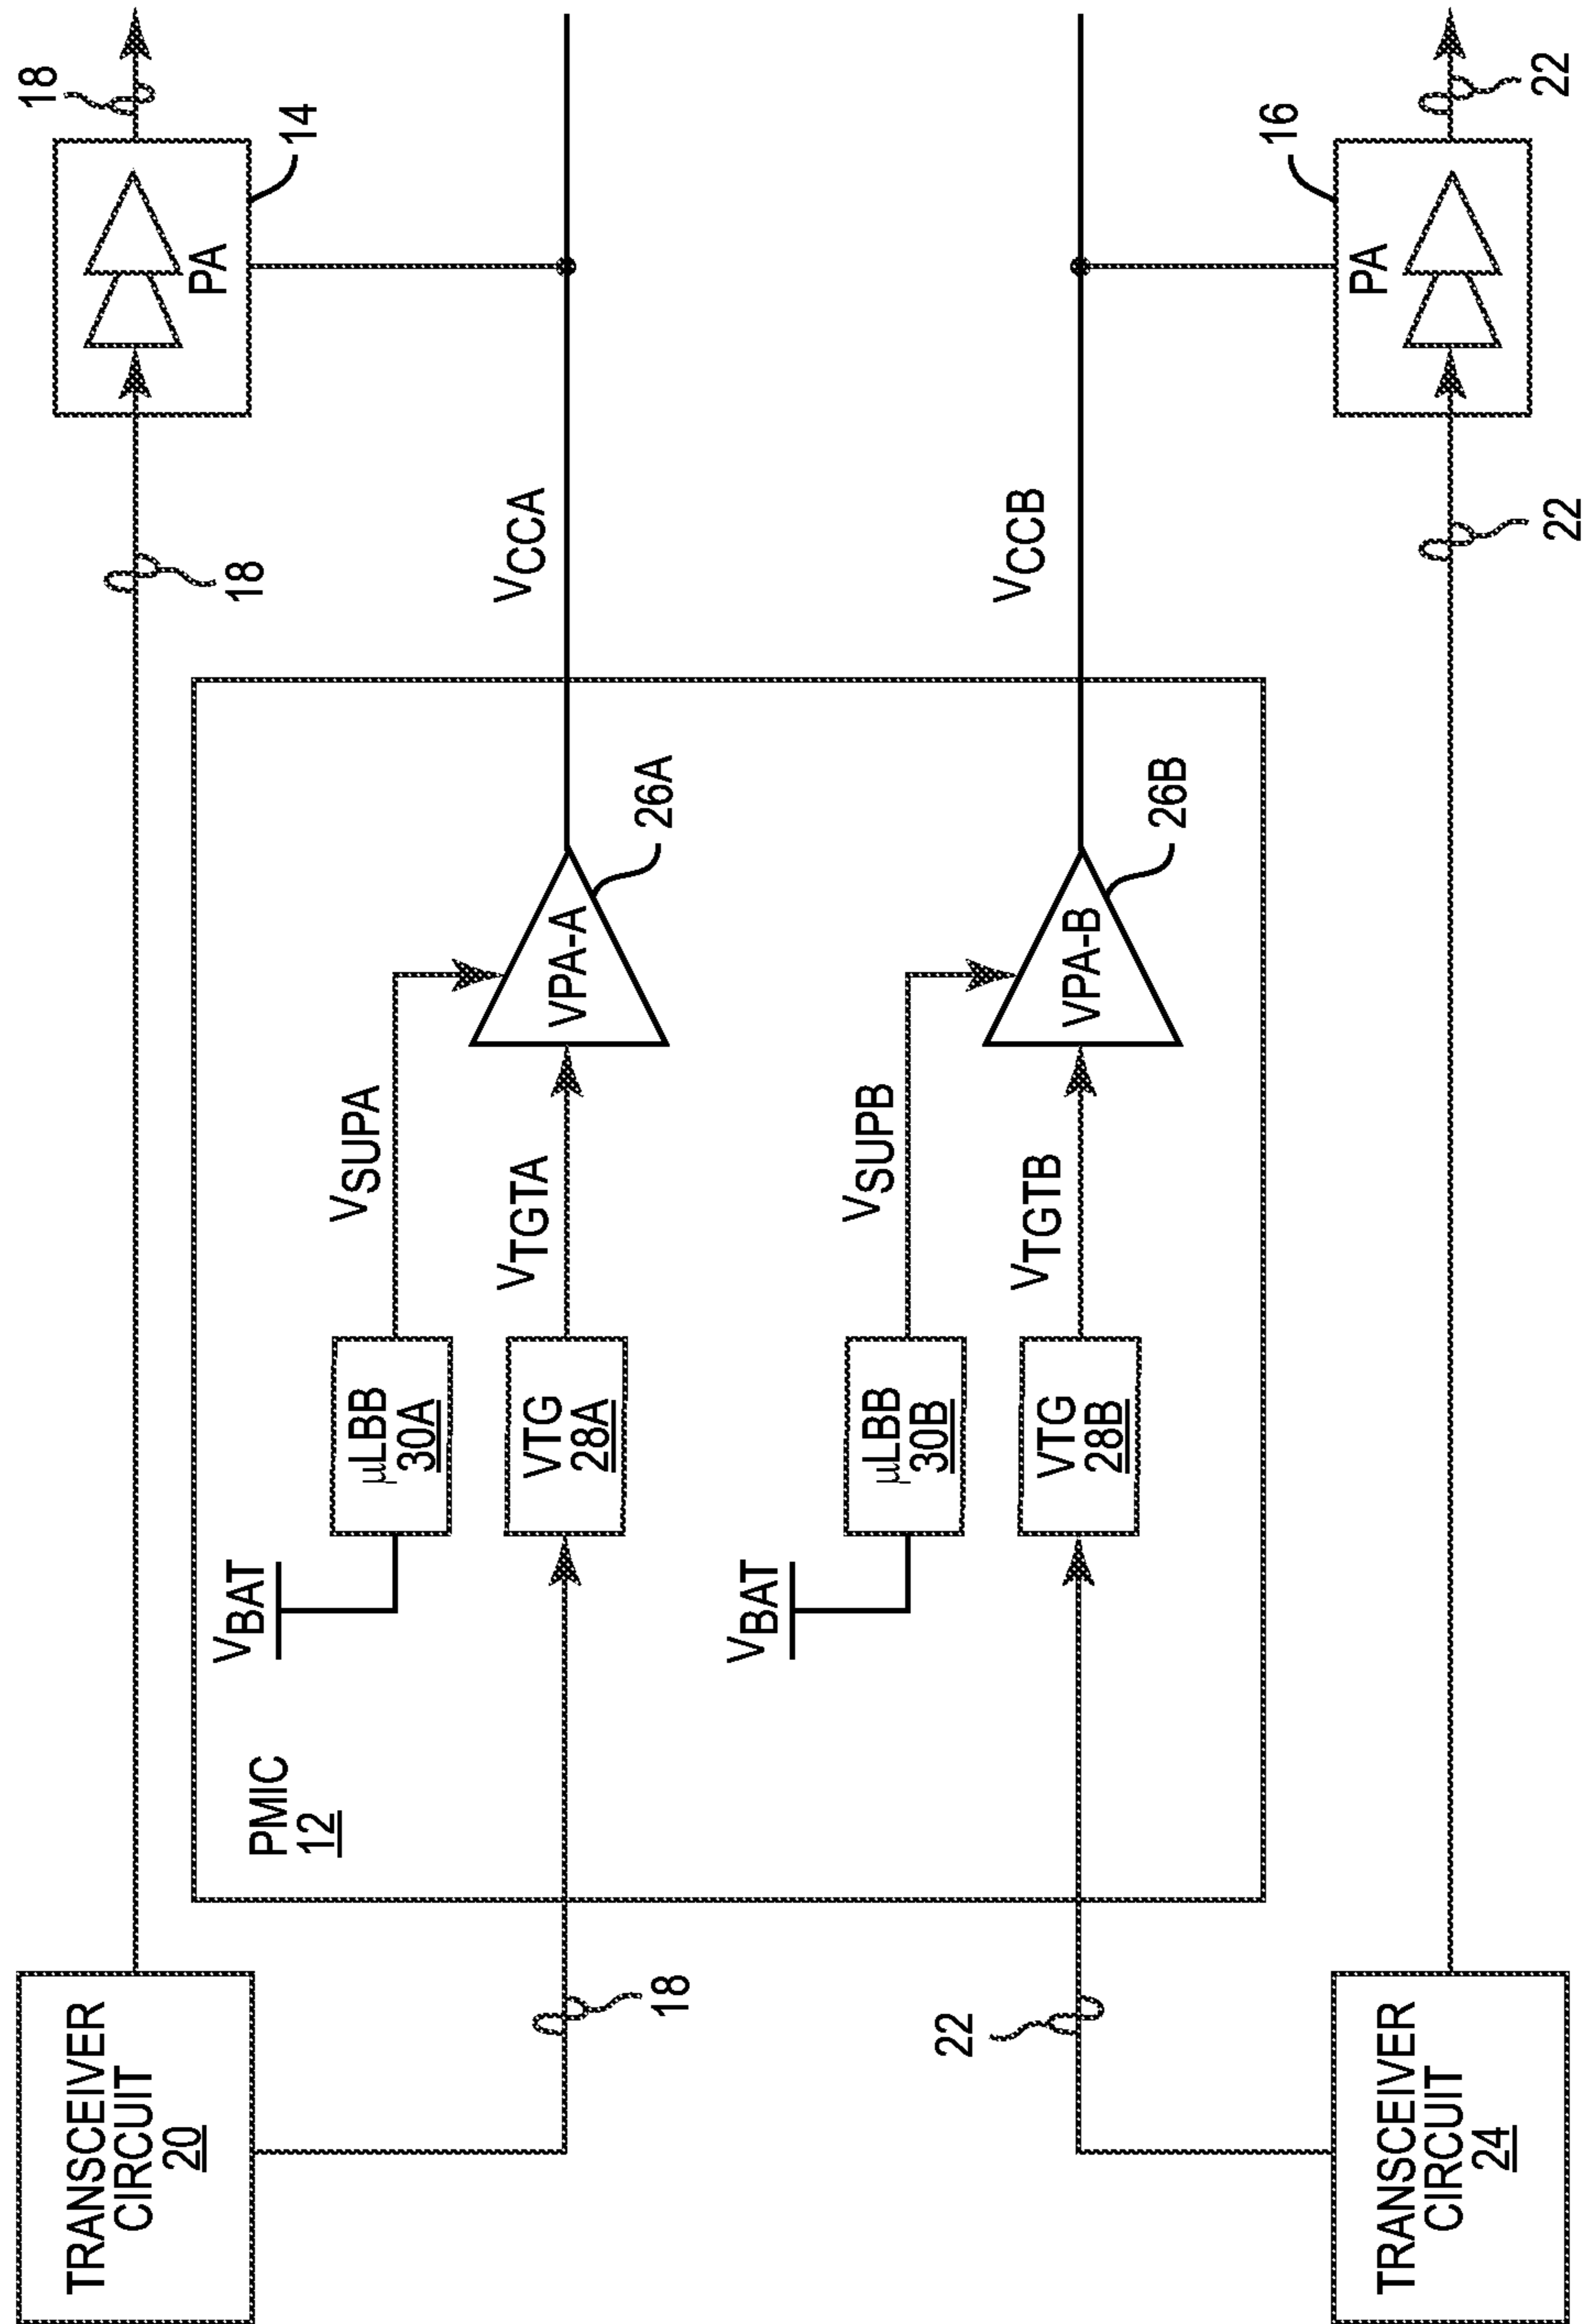 TRANSCEIVER
CIRCUIT
20
18
18
PA
14
PMIC
12
VBAT
µLBB
30A
VSUPA
18
VTG
28A
VTGTA
VPA-A
26A
VCCA
VBAT
µLBB
30B
VSUPB
22
VTG
28B
VTGTB
VPA-B
26B
VCCB
TRANSCEIVER
CIRCUIT
24
22
PA
16
22